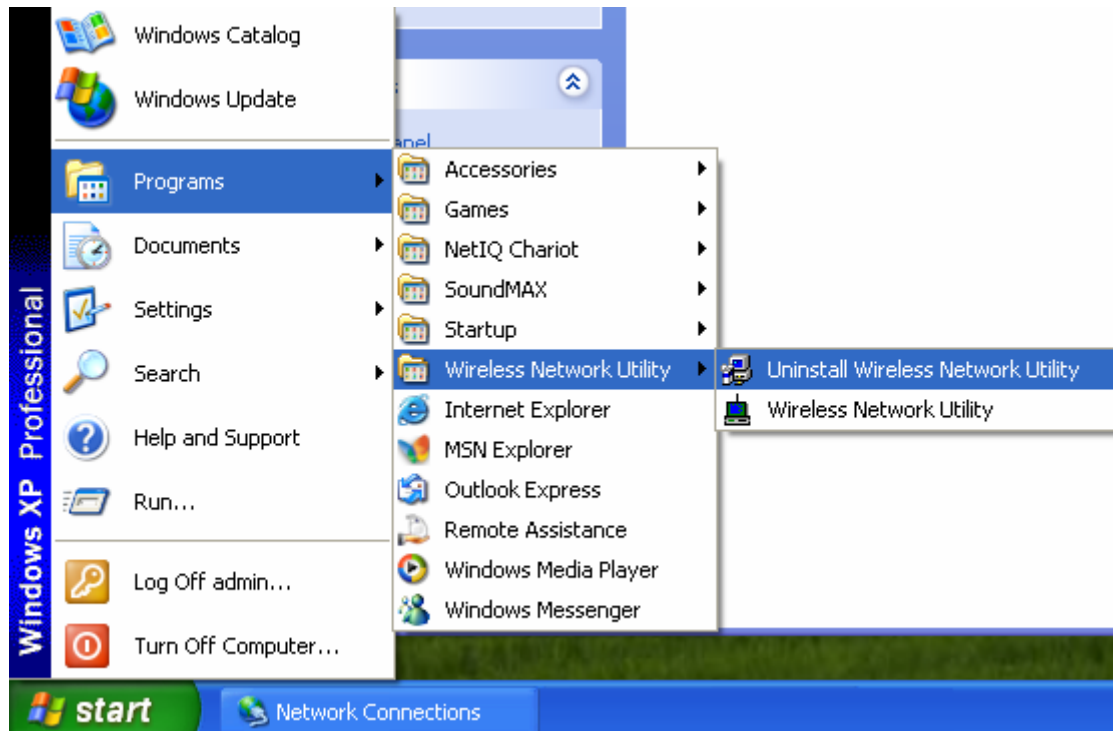 Windows Catalog
Windows Update
Programs
Documents
Settings
Search
Help and Support
Run...
Log Off admin...
Turn Off Computer...
Windows XP Professional
Accessories
Games
NetIQ Chariot
SoundMAX
Startup
Wireless Network Utility
Internet Explorer
MSN Explorer
Outlook Express
Remote Assistance
Windows Media Player
Windows Messenger
Uninstall Wireless Network Utility
Wireless Network Utility
start
Network Connections